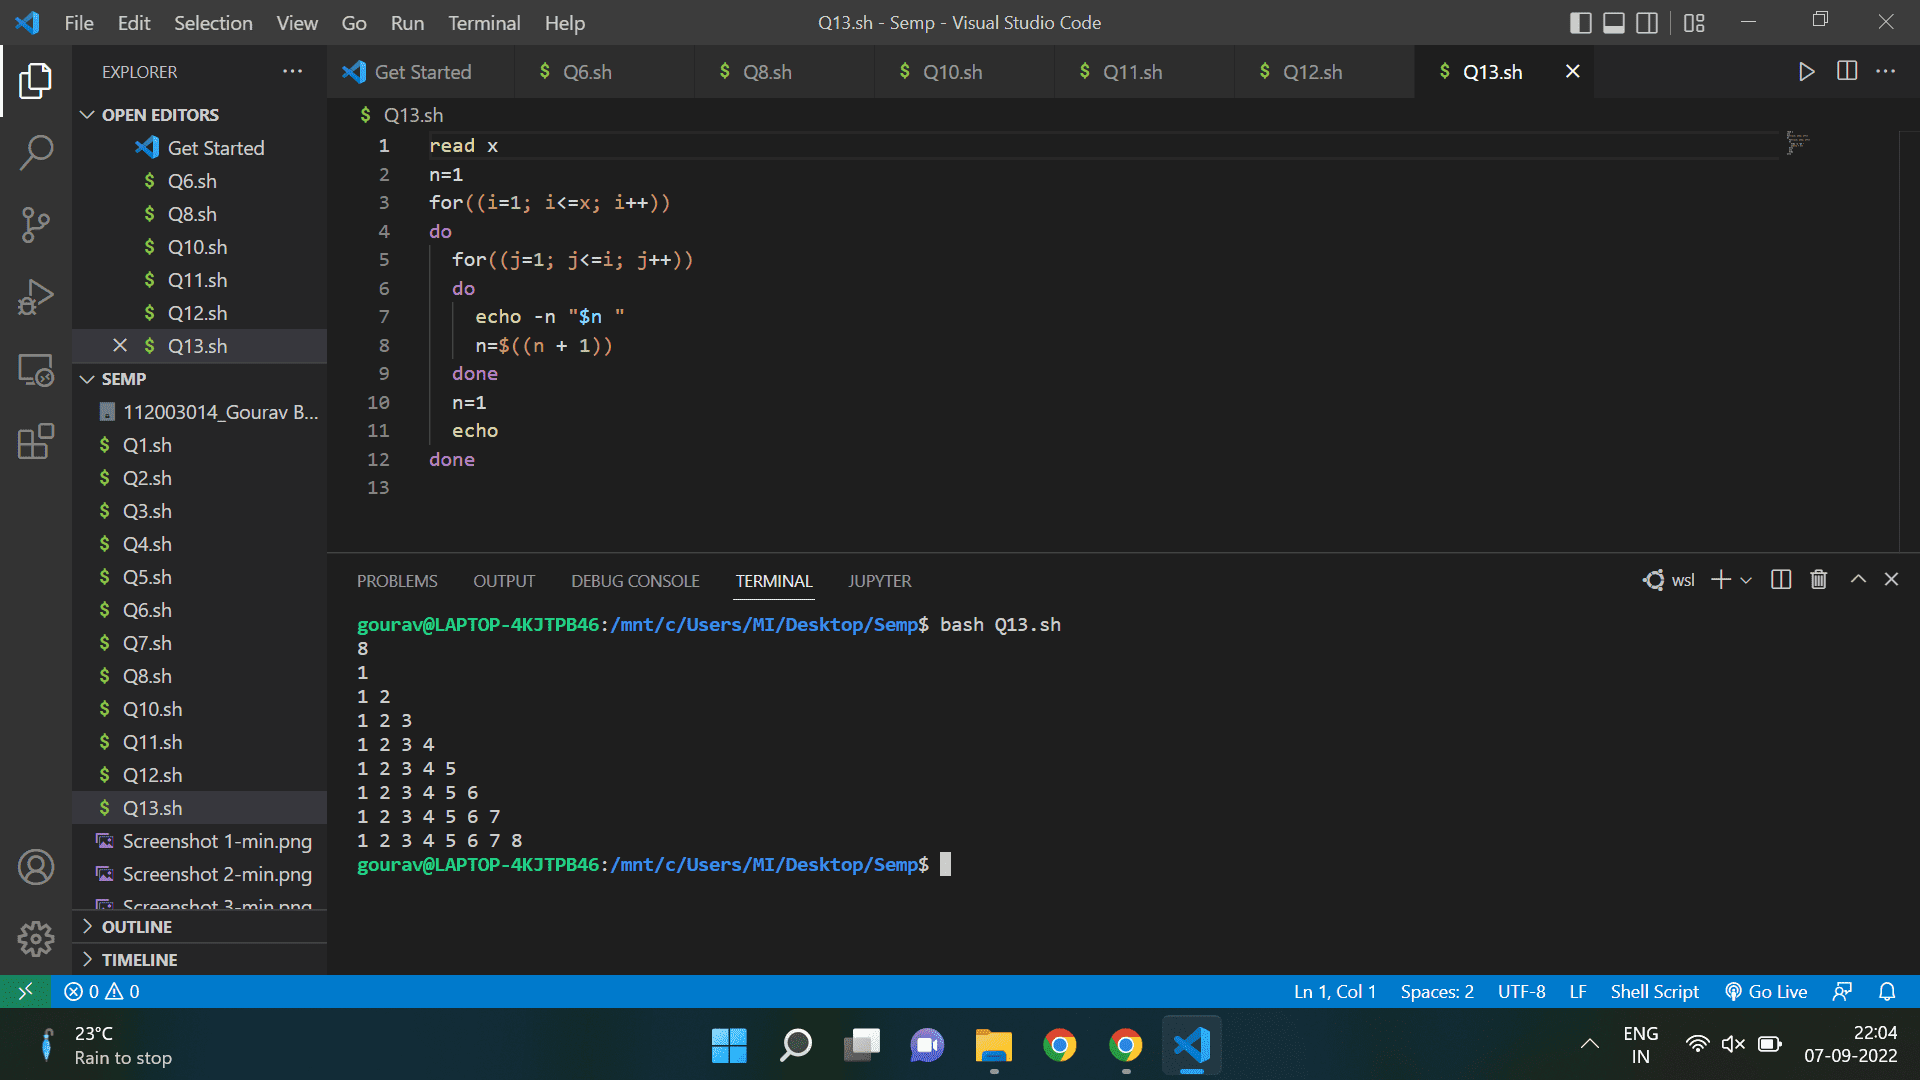 File Edit Selection View Go Run Terminal Help
Q13.sh - Semp - Visual Studio Code
EXPLORER
OPEN EDITORS
Get Started
$ Q6.sh
$ Q8.sh
$ Q10.sh
$ Q11.sh
$ Q12.sh
$ Q13.sh
SEMP
112003014_Gourav B...
$ Q1.sh
$ Q2.sh
$ Q3.sh
$ Q4.sh
$ Q5.sh
$ Q6.sh
$ Q7.sh
$ Q8.sh
$ Q10.sh
$ Q11.sh
$ Q12.sh
$ Q13.sh
Screenshot 1-min.png
Screenshot 2-min.png
Screenshot 3-min.png
OUTLINE
TIMELINE
Get Started $ Q6.sh $ Q8.sh $ Q10.sh $ Q11.sh $ Q12.sh $ Q13.sh
$ Q13.sh
1 read x
2 n=1
3 for((i=1; i<=x; i++))
4 do
5 for((j=1; j<=i; j++))
6 do
7 echo -n "$n "
8 n=$((n + 1))
9 done
10 n=1
11 echo
12 done
13
PROBLEMS OUTPUT DEBUG CONSOLE TERMINAL JUPYTER
wsl
gourav@LAPTOP-4KJTPB46:/mnt/c/Users/MI/Desktop/Semp$ bash Q13.sh
8
1
1 2
1 2 3
1 2 3 4
1 2 3 4 5
1 2 3 4 5 6
1 2 3 4 5 6 7
1 2 3 4 5 6 7 8
gourav@LAPTOP-4KJTPB46:/mnt/c/Users/MI/Desktop/Semp$
0 0
Ln 1, Col 1 Spaces: 2 UTF-8 LF Shell Script Go Live
23°C
Rain to stop
ENG
IN
22:04
07-09-2022